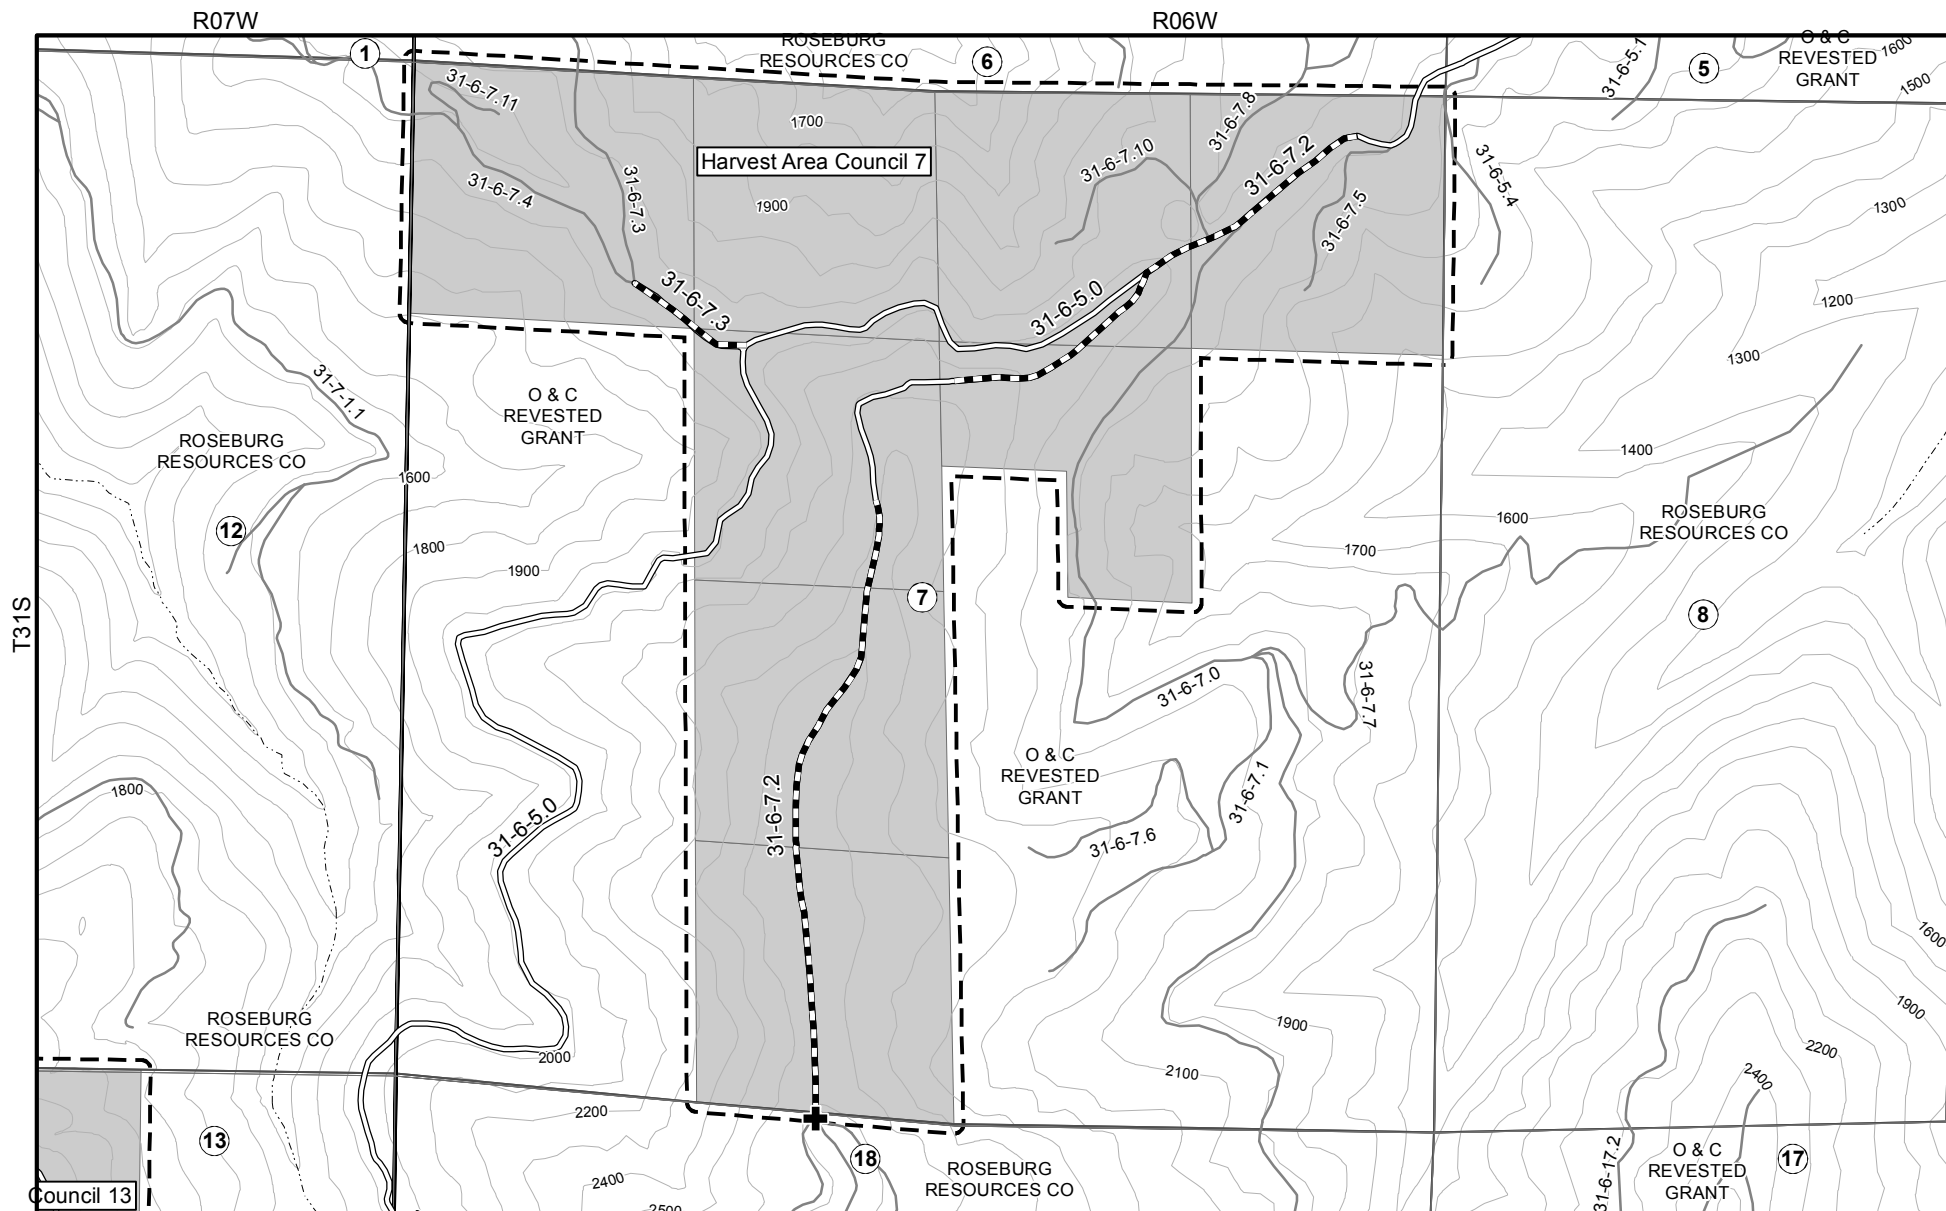 R07W
R06W
1
ROSEBURG
RESOURCES CO
6
31-6-5.1
5
O & C
REVESTED
GRANT
1600
1500
31-6-7.11
1700
31-6-7.8
Harvest Area Council 7
31-6-7.10
31-6-7.2
31-6-5.4
31-6-7.4
31-6-7.3
1900
31-6-7.5
1300
31-6-7.3
31-6-5.0
1200
1300
31-7-1.1
O & C
REVESTED
GRANT
ROSEBURG
RESOURCES CO
1400
1600
12
1800
1900
1600
1700
ROSEBURG
RESOURCES CO
T31S
7
8
31-6-7.0
31-6-7.7
O & C
REVESTED
GRANT
1800
31-6-7.2
31-6-7.1
31-6-5.0
31-6-7.6
1600
ROSEBURG
RESOURCES CO
1900
1900
2000
2200
2100
2400
2200
13
18
ROSEBURG
RESOURCES CO
31-6-17.2
O & C
REVESTED
GRANT
17
2400
Council 13
2500